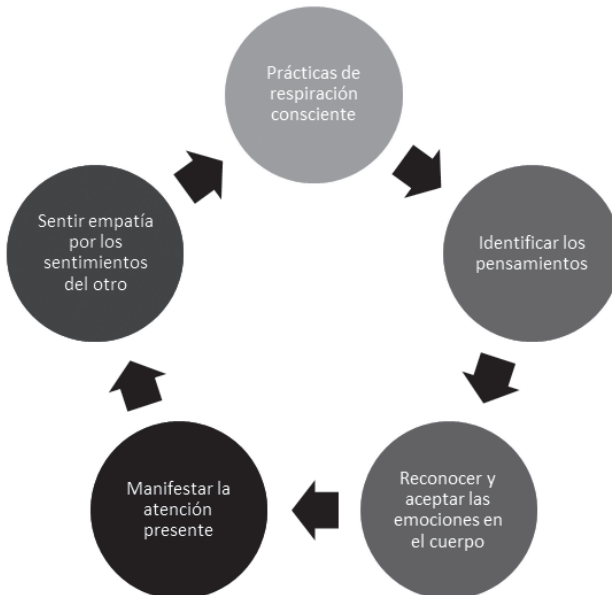 Prácticas de
respiración
consciente
Identificar los
pensamientos
Reconocer y
aceptar las
emociones en
el cuerpo
Manifestar la
atención
presente
Sentir empatía
por los
sentimientos
del otro